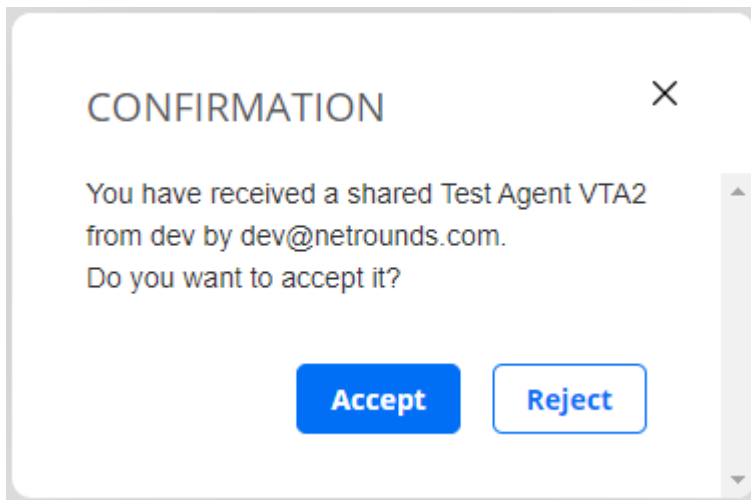 CONFIRMATION
You have received a shared Test Agent VTA2
from dev by dev@netrounds.com.
Do you want to accept it?
Accept Reject